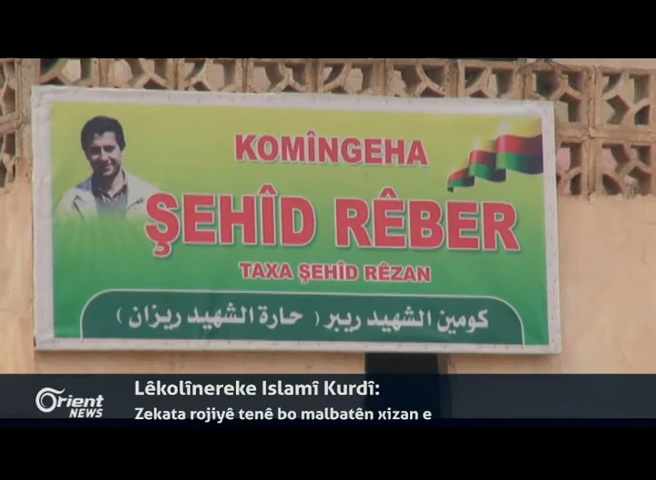 KOMÎNGEHA
ŞEHÎD RÊBER
TAXA ŞEHÎD RÊZAN
كومين الشهيد ريبر ( حارة الشهيد ريزان )
Orient
NEWS
Lêkolînereke Islamî Kurdî:
Zekata rojiyê tenê bo malbatên xizan e